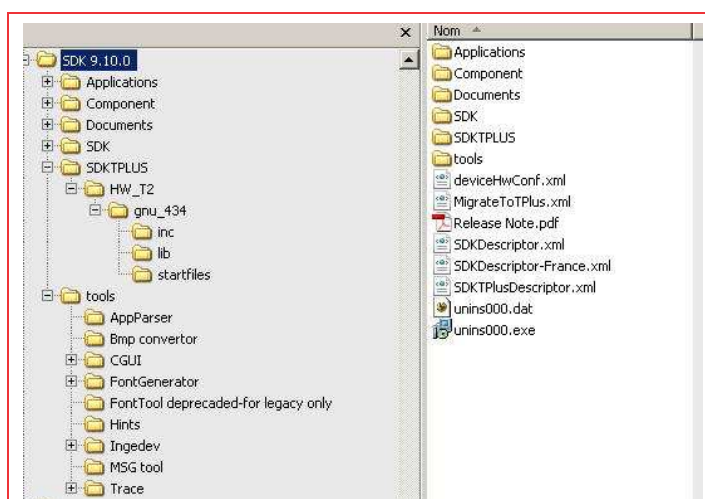 SDK 9.10.0
Applications
Component
Documents
SDK
SDKTPLUS
HW_T2
gnu_434
inc
lib
startfiles
tools
AppParser
Bmp convertor
CGUI
FontGenerator
FontTool deprecaded-for legacy only
Hints
Ingedev
MSG tool
Trace
Nom
Applications
Component
Documents
SDK
SDKTPLUS
tools
deviceHwConf.xml
MigrateToTPlus.xml
Release Note.pdf
SDKDescriptor.xml
SDKDescriptor-France.xml
SDKTPlusDescriptor.xml
unins000.dat
unins000.exe